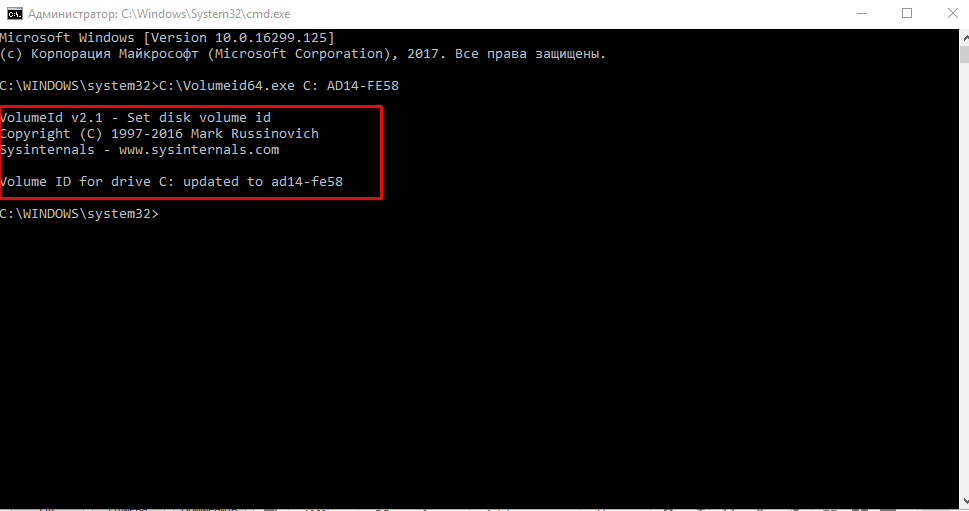 Администратор: C:\Windows\System32\cmd.exe
Microsoft Windows [Version 10.0.16299.125]
(c) Корпорация Майкрософт (Microsoft Corporation), 2017. Все права защищены.
C:\WINDOWS\system32>C:\Volumeid64.exe C: AD14-FE58
VolumeId v2.1 - Set disk volume id
Copyright (C) 1997-2016 Mark Russinovich
Sysinternals - www.sysinternals.com
Volume ID for drive C: updated to ad14-fe58
C:\WINDOWS\system32>